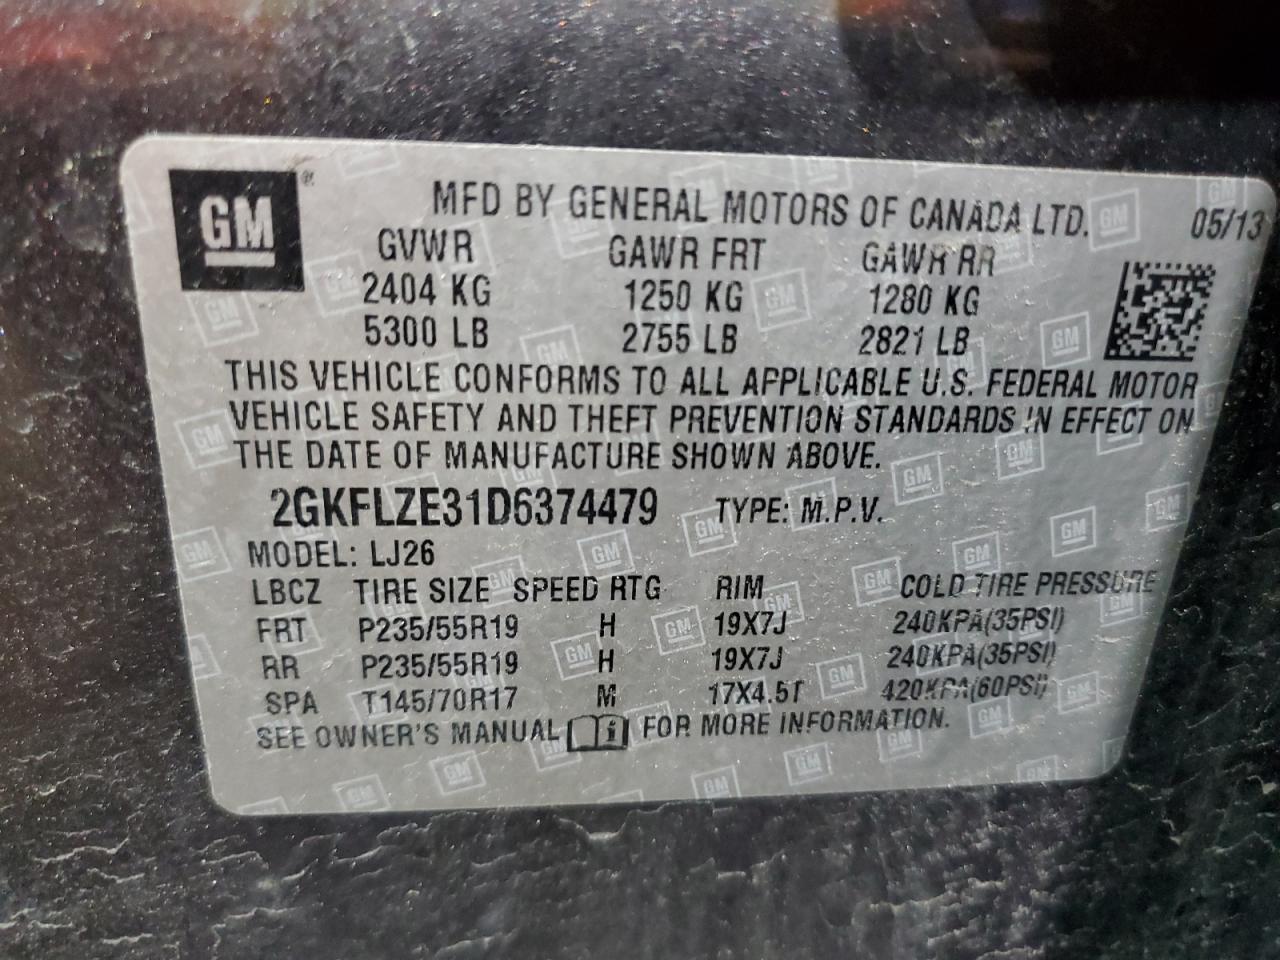 GM ® MFD BY GENERAL MOTORS OF CANADA LTD. 05/13
GVWR GAWR FRT GAWR RR
2404 KG 1250 KG 1280 KG
5300 LB 2755 LB 2821 LB
THIS VEHICLE CONFORMS TO ALL APPLICABLE U.S. FEDERAL MOTOR
VEHICLE SAFETY AND THEFT PREVENTION STANDARDS IN EFFECT ON
THE DATE OF MANUFACTURE SHOWN ABOVE.
2GKFLZE31D6374479 TYPE: M.P.V.
MODEL: LJ26
LBCZ TIRE SIZE SPEED RTG RIM COLD TIRE PRESSURE
FRT P235/55R19 H 19X7J 240KPA(35PSI)
RR P235/55R19 H 19X7J 240KPA(35PSI)
SPA T145/70R17 M 17X4.5T 420KPA(60PSI)
SEE OWNER'S MANUAL i FOR MORE INFORMATION.